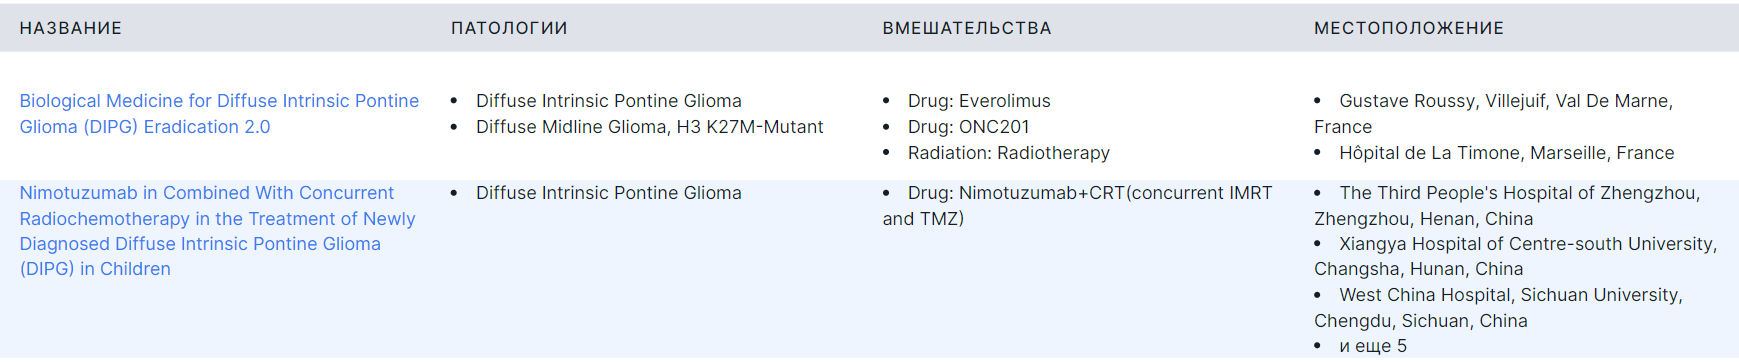 НАЗВАНИЕ
ПАТОЛОГИИ
ВМЕШАТЕЛЬСТВА
МЕСТОПОЛОЖЕНИЕ
Biological Medicine for Diffuse Intrinsic Pontine
Glioma (DIPG) Eradication 2.0
• Diffuse Intrinsic Pontine Glioma
• Diffuse Midline Glioma, H3 K27M-Mutant
• Drug: Everolimus
• Drug: ONC201
• Radiation: Radiotherapy
• Gustave Roussy, Villejuif, Val De Marne,
France
• Hôpital de La Timone, Marseille, France
Nimotuzumab in Combined With Concurrent
Radiochemotherapy in the Treatment of Newly
Diagnosed Diffuse Intrinsic Pontine Glioma
(DIPG) in Children
• Diffuse Intrinsic Pontine Glioma
• Drug: Nimotuzumab+CRT(concurrent IMRT
and TMZ)
• The Third People's Hospital of Zhengzhou,
Zhengzhou, Henan, China
• Xiangya Hospital of Centre-south University,
Changsha, Hunan, China
• West China Hospital, Sichuan University,
Chengdu, Sichuan, China
• и еще 5